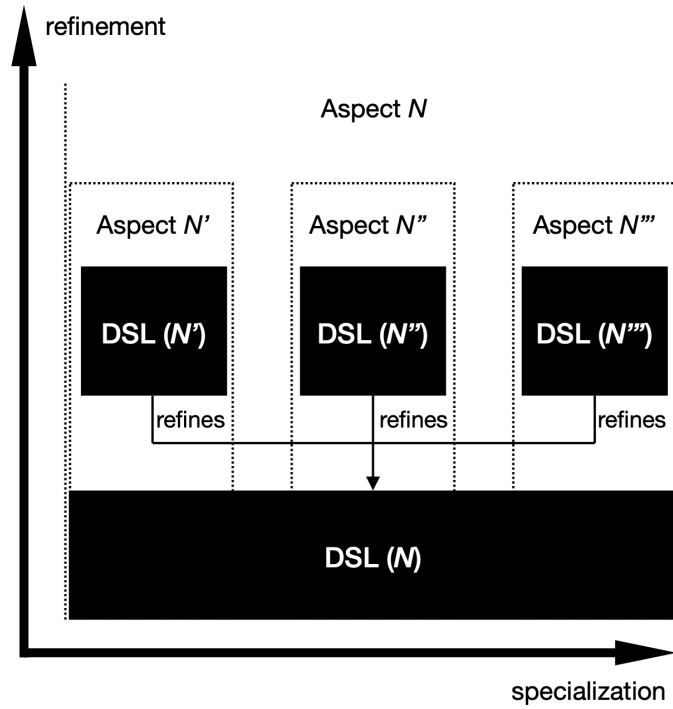 refinement
Aspect N
Aspect N’
Aspect N’’
Aspect N’’’
DSL (N’)
DSL (N’’)
DSL (N’’’)
refines
refines
refines
DSL (N)
specialization